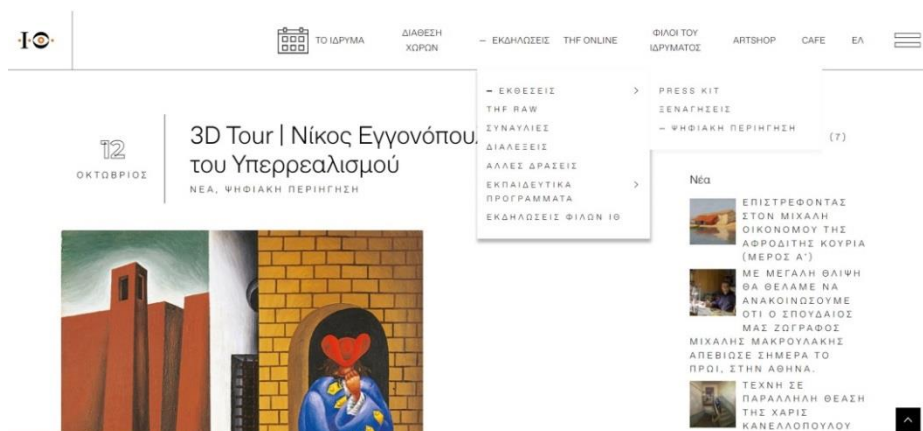 ·Ι·Θ·
ΤΟ ΙΔΡΥΜΑ
ΔΙΑΘΕΣΗ
ΧΩΡΩΝ
– ΕΚΔΗΛΩΣΕΙΣ
THF ONLINE
ΦΙΛΟΙ ΤΟΥ
ΙΔΡΥΜΑΤΟΣ
ARTSHOP
CAFE
ΕΛ
– ΕΚΘΕΣΕΙΣ
THF RAW
ΣΥΝΑΥΛΙΕΣ
ΔΙΑΛΕΞΕΙΣ
ΑΛΛΕΣ ΔΡΑΣΕΙΣ
ΕΚΠΑΙΔΕΥΤΙΚΑ
ΠΡΟΓΡΑΜΜΑΤΑ
ΕΚΔΗΛΩΣΕΙΣ ΦΙΛΩΝ ΙΘ
PRESS KIT
ΞΕΝΑΓΗΣΕΙΣ
– ΨΗΦΙΑΚΗ ΠΕΡΙΗΓΗΣΗ
(7)
12
ΟΚΤΩΒΡΙΟΣ
3D Tour | Νίκος Εγγονόπου
του Υπερρεαλισμού
ΝΕΑ, ΨΗΦΙΑΚΗ ΠΕΡΙΗΓΗΣΗ
Νέα
ΕΠΙΣΤΡΕΦΟΝΤΑΣ
ΣΤΟΝ ΜΙΧΑΛΗ
ΟΙΚΟΝΟΜΟΥ ΤΗΣ
ΑΦΡΟΔΙΤΗΣ ΚΟΥΡΙΑ
(ΜΕΡΟΣ Α')
ΜΕ ΜΕΓΑΛΗ ΘΛΙΨΗ
ΘΑ ΘΕΛΑΜΕ ΝΑ
ΑΝΑΚΟΙΝΩΣΟΥΜΕ
ΟΤΙ Ο ΣΠΟΥΔΑΙΟΣ
ΜΑΣ ΖΩΓΡΑΦΟΣ
ΜΙΧΑΛΗΣ ΜΑΚΡΟΥΛΑΚΗΣ
ΑΠΕΒΙΩΣΕ ΣΗΜΕΡΑ ΤΟ
ΠΡΩΙ, ΣΤΗΝ ΑΘΗΝΑ.
ΤΕΧΝΗ ΣΕ
ΠΑΡΑΛΛΗΛΗ ΘΕΑΣΗ
ΤΗΣ ΧΑΡΙΣ
ΚΑΝΕΛΛΟΠΟΥΛΟΥ